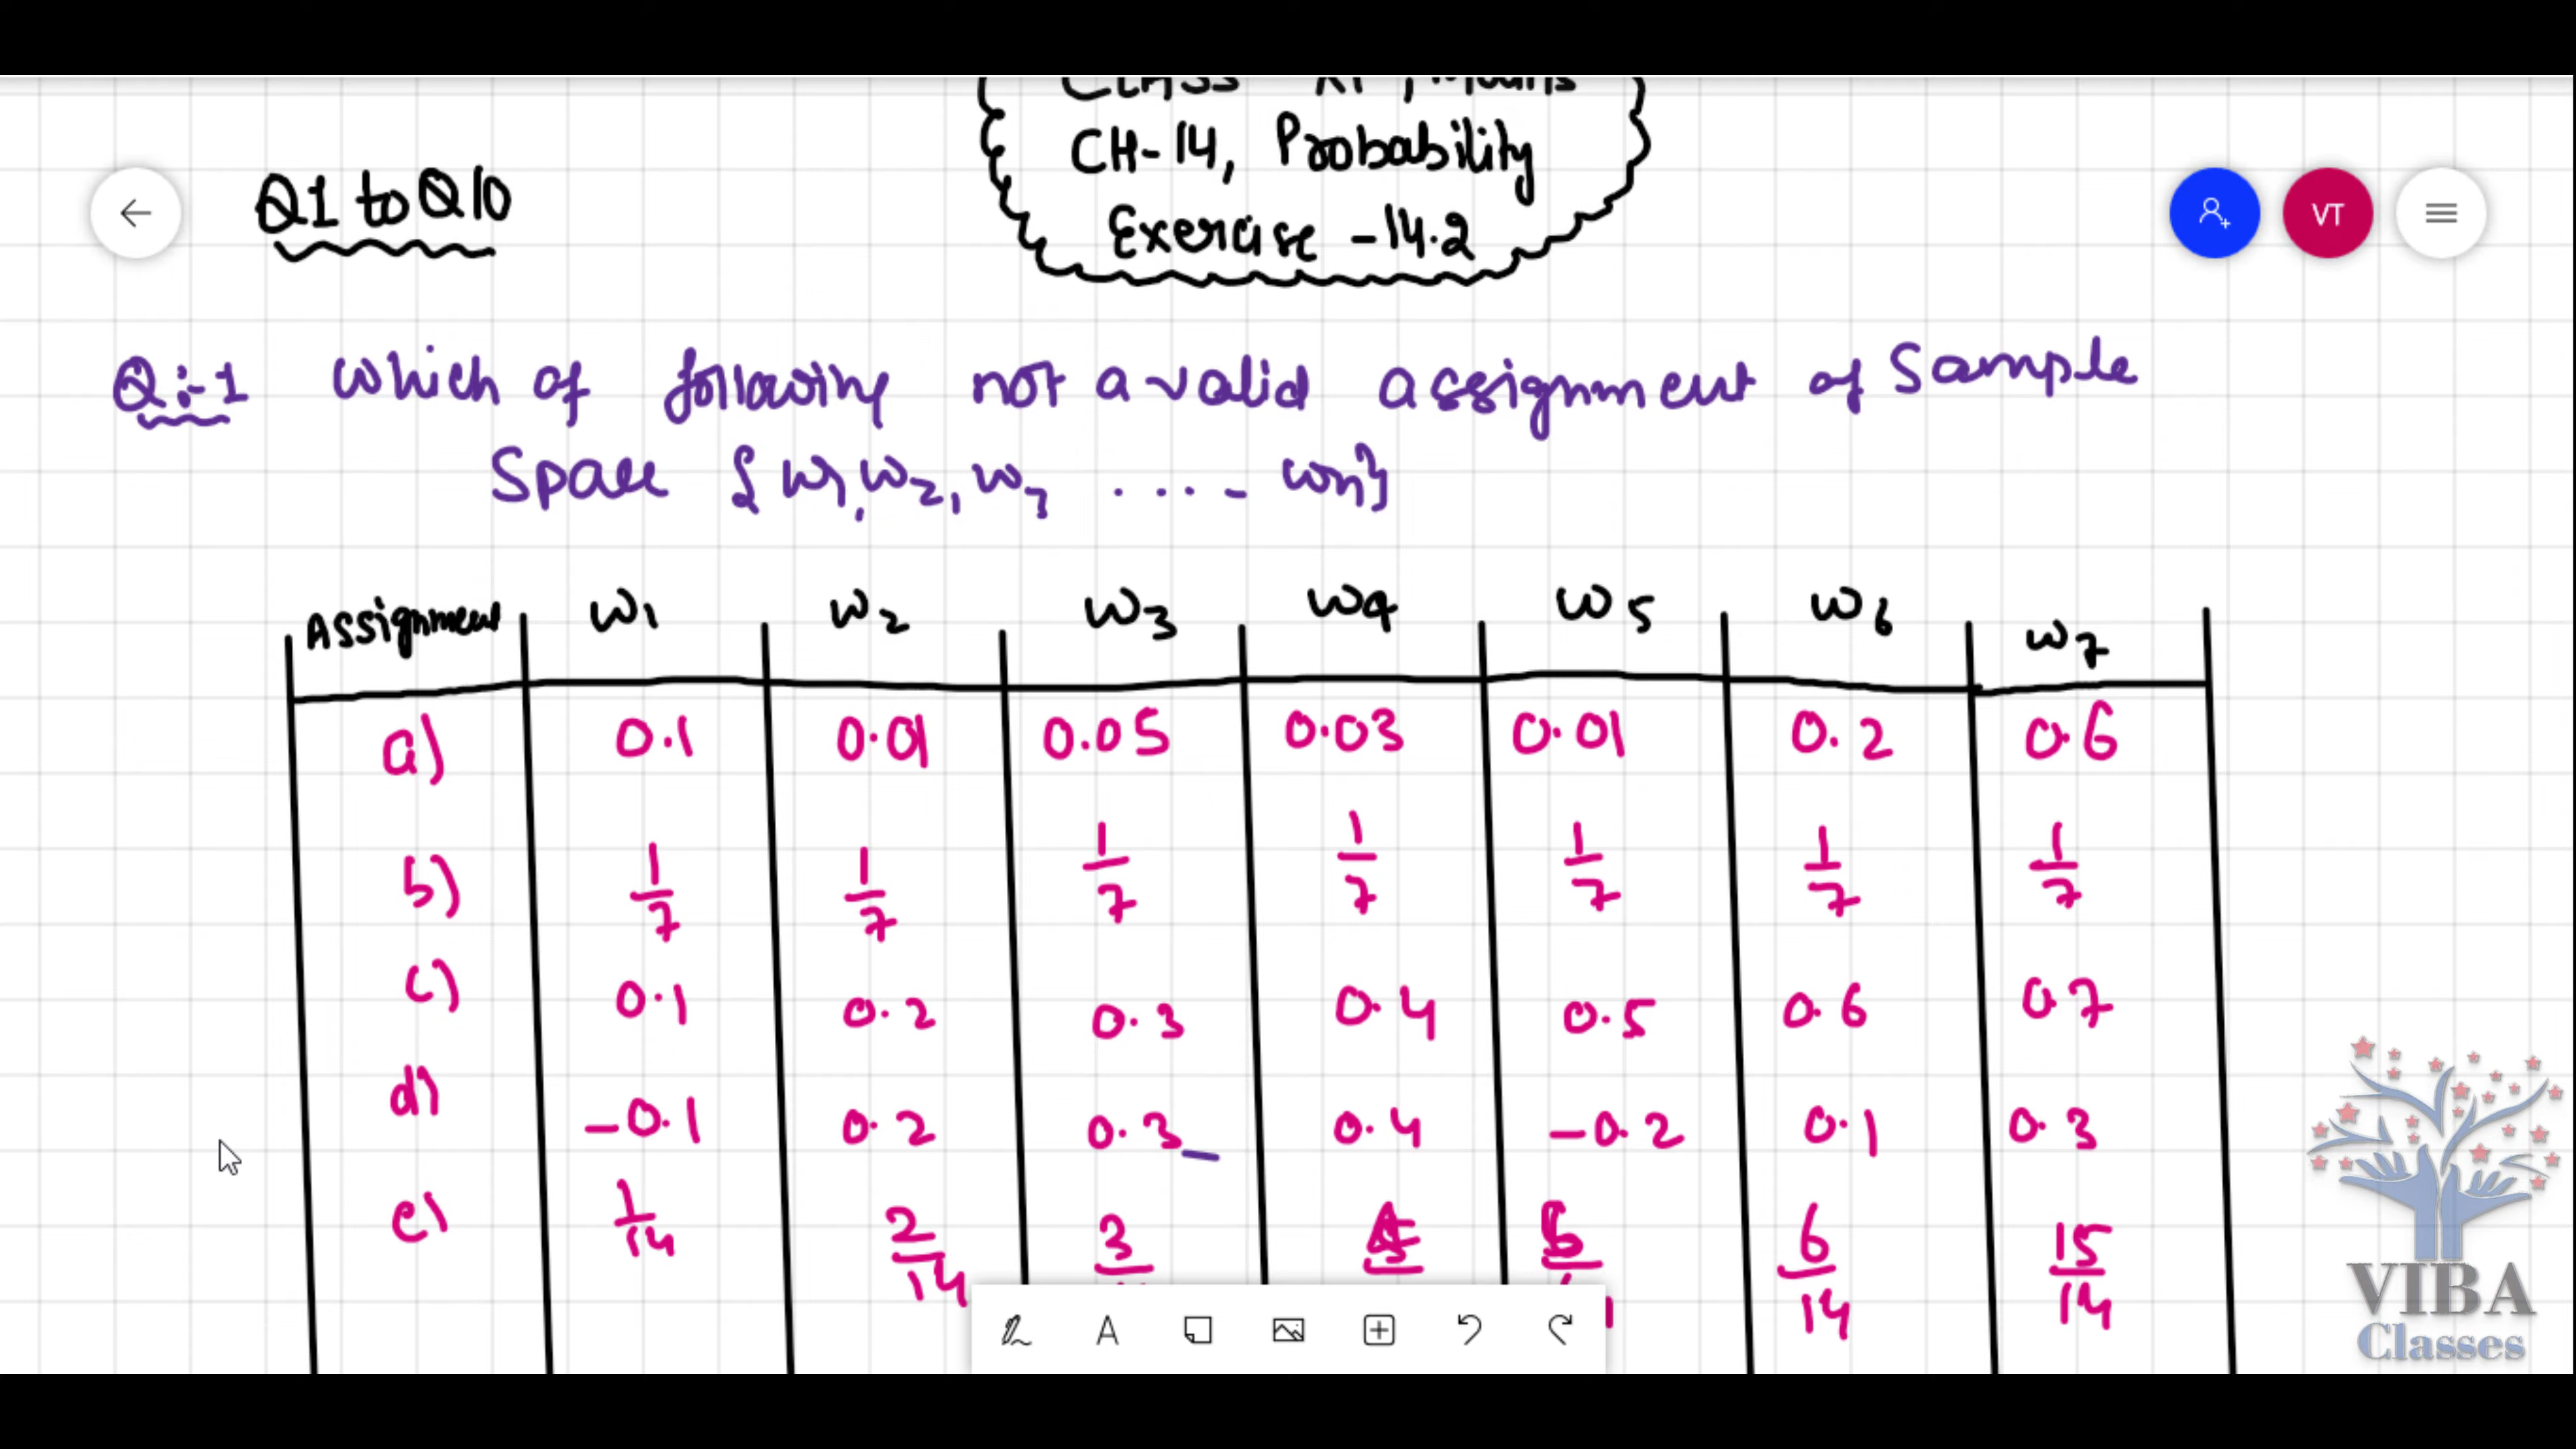 CLASS XI, Maths
CH-14, Probability
Exercise -14.2
Q1 to Q10
VT
Q:-1 which of following not a valid assignment of Sample
Space { w1, w2, w3 .... wn}
Assignment w1 w2 w3 w4 w5 w6 w7
a) 0.1 0.01 0.05 0.03 0.01 0.2 0.6
b) 1/7 1/7 1/7 1/7 1/7 1/7 1/7
c) 0.1 0.2 0.3 0.4 0.5 0.6 0.7
d) -0.1 0.2 0.3 0.4 -0.2 0.1 0.3
e) 1/14 2/14 3 4 5 6/14 15/14
A
VIBA
Classes